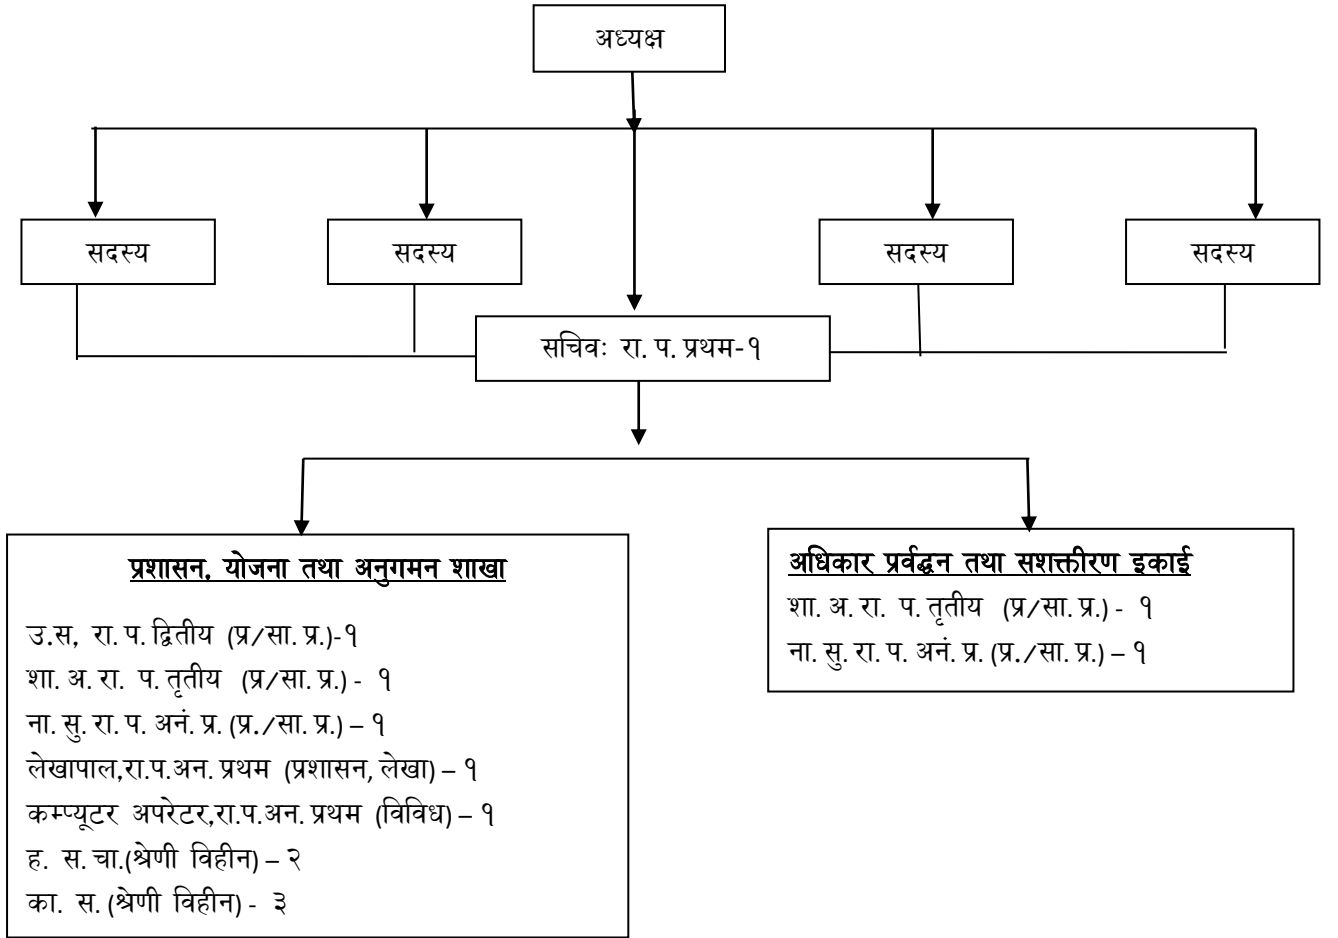 अध्यक्ष
सदस्य
सदस्य
सदस्य
सदस्य
सचिवः रा. प. प्रथम-१
प्रशासन, योजना तथा अनुगमन शाखा
उ.स, रा. प. द्वितीय (प्र/सा. प्र.)-१
शा. अ. रा. प. तृतीय (प्र/सा. प्र.) - १
ना. सु. रा. प. अनं. प्र. (प्र./सा. प्र.) – १
लेखापाल,रा.प.अन. प्रथम (प्रशासन, लेखा) – १
कम्प्यूटर अपरेटर,रा.प.अन. प्रथम (विविध) – १
ह. स. चा.(श्रेणी विहीन) – २
का. स. (श्रेणी विहीन) - ३
अधिकार प्रर्वद्धन तथा सशक्तीरण इकाई
शा. अ. रा. प. तृतीय (प्र/सा. प्र.) - १
ना. सु. रा. प. अनं. प्र. (प्र./सा. प्र.) – १